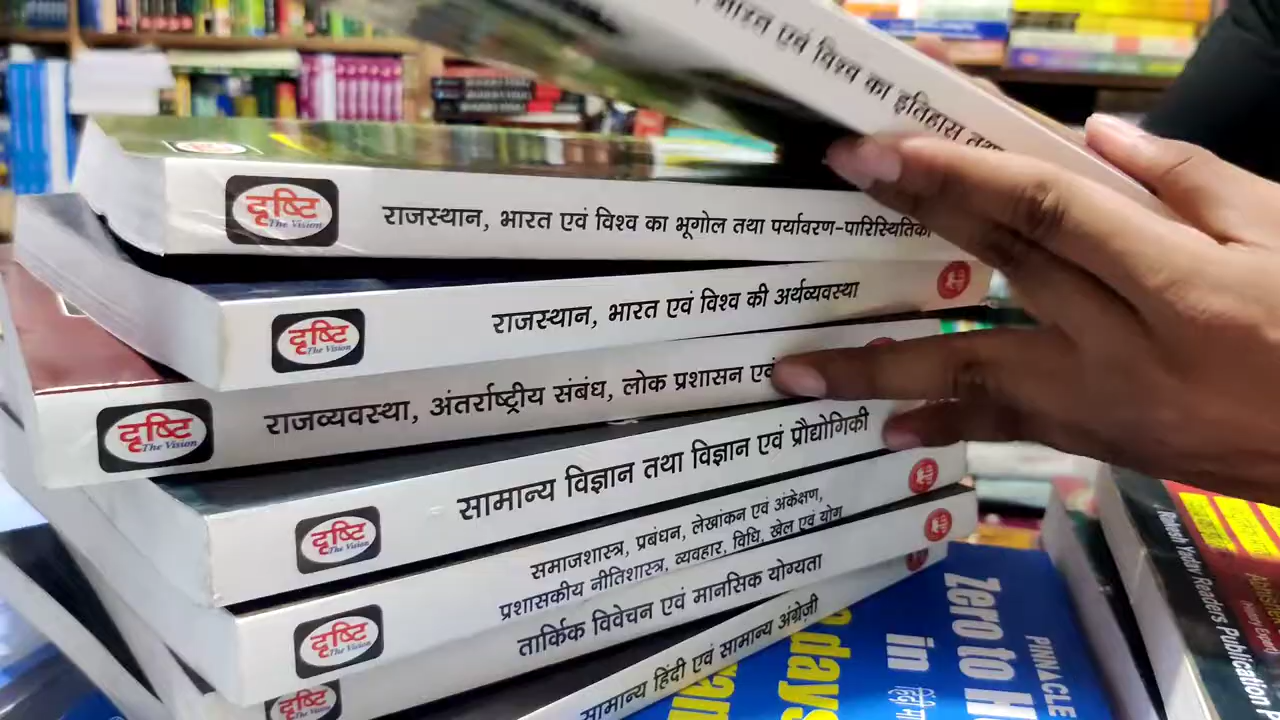 भारत एवं विश्व का इतिहास तथा
दृष्टि
The Vision
राजस्थान, भारत एवं विश्व का भूगोल तथा पर्यावरण-पारिस्थितिकी
दृष्टि
The Vision
राजस्थान, भारत एवं विश्व की अर्थव्यवस्था
दृष्टि
The Vision
राजव्यवस्था, अंतर्राष्ट्रीय संबंध, लोक प्रशासन एवं
दृष्टि
The Vision
सामान्य विज्ञान तथा विज्ञान एवं प्रौद्योगिकी
समाजशास्त्र, प्रबंधन, लेखांकन एवं अंकेक्षण,
प्रशासकीय नीतिशास्त्र, व्यवहार, विधि, खेल एवं योग
दृष्टि
The Vision
तार्किक विवेचन एवं मानसिक योग्यता
दृष्टि
The Vision
सामान्य हिंदी एवं सामान्य अंग्रेज़ी
PINNACLE
Zero to
in
days
Rakesh Yadav Readers Publication